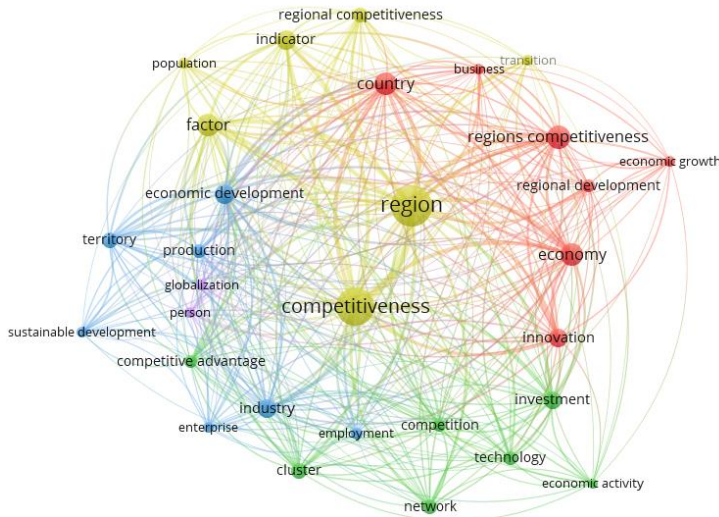 regional competitiveness
indicator
transition
population
business
country
factor
regions competitiveness
economic growth
regional development
economic development
region
territory
production
economy
globalization
competitiveness
person
sustainable development
innovation
competitive advantage
investment
industry
enterprise
employment
competition
technology
cluster
economic activity
network